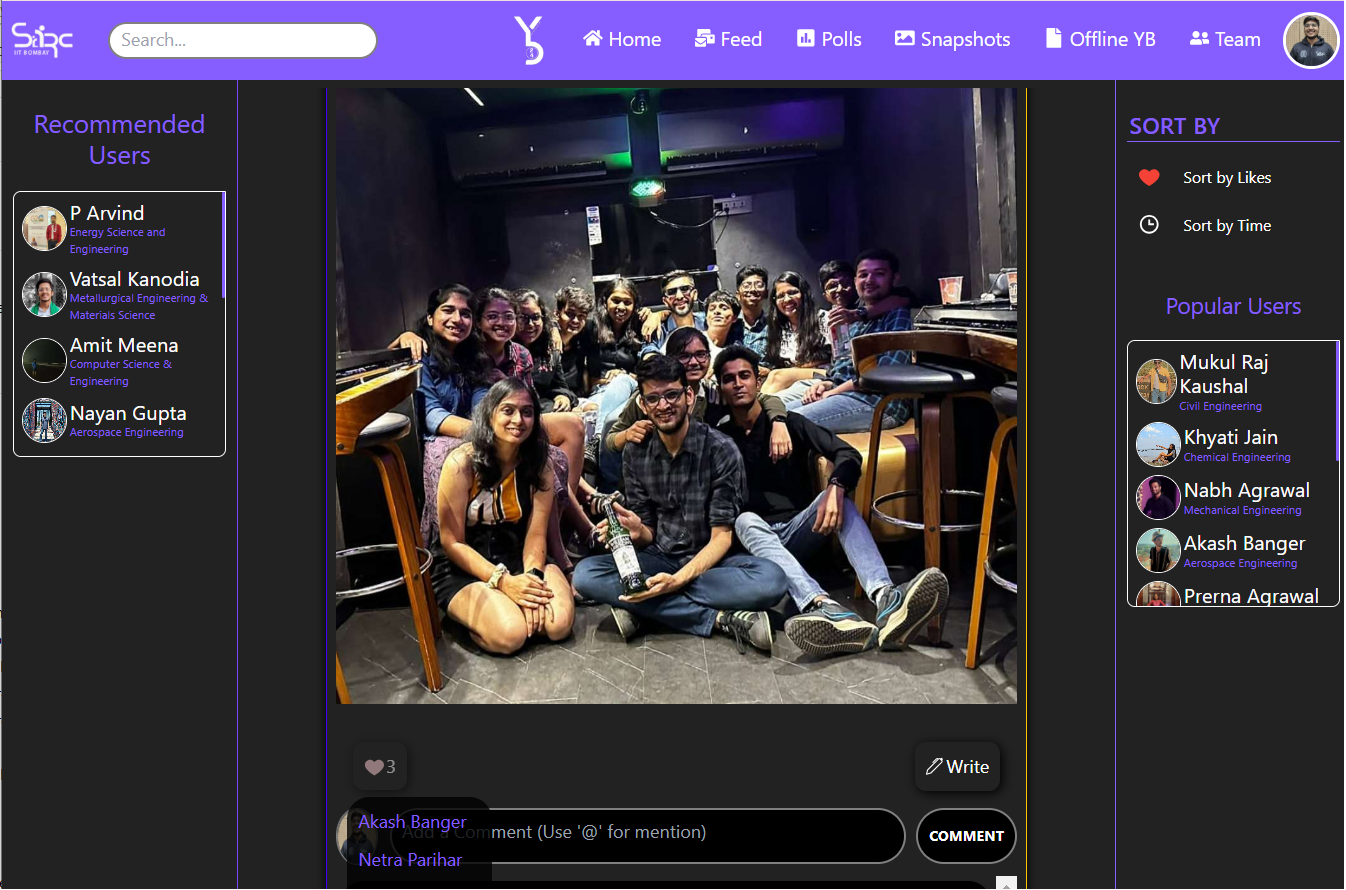 SARC
IIT BOMBAY
Search...
YB
Home
Feed
Polls
Snapshots
Offline YB
Team
Recommended
Users
P Arvind
Energy Science and
Engineering
Vatsal Kanodia
Metallurgical Engineering &
Materials Science
Amit Meena
Computer Science &
Engineering
Nayan Gupta
Aerospace Engineering
3
Write
Akash Banger
Add a Comment (Use '@' for mention)
COMMENT
Netra Parihar
SORT BY
Sort by Likes
Sort by Time
Popular Users
Mukul Raj
Kaushal
Civil Engineering
Khyati Jain
Chemical Engineering
Nabh Agrawal
Mechanical Engineering
Akash Banger
Aerospace Engineering
Prerna Agrawal